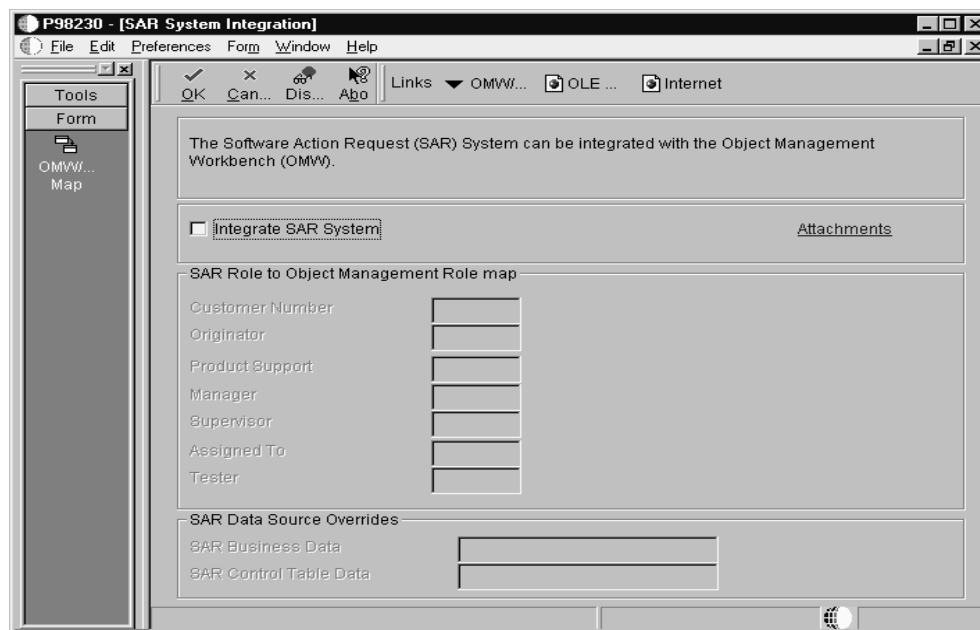 P98230 - [SAR System Integration]
File Edit Preferences Form Window Help
Tools
Form
OMW/...
Map
OK Can... Dis... Abo Links OMW/... OLE ... Internet
The Software Action Request (SAR) System can be integrated with the Object Management
Workbench (OMW).
Integrate SAR System Attachments
SAR Role to Object Management Role map
Customer Number
Originator
Product Support
Manager
Supervisor
Assigned To
Tester
SAR Data Source Overrides
SAR Business Data
SAR Control Table Data